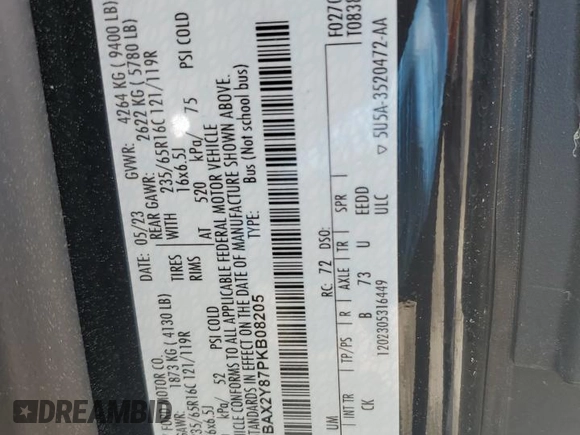 FORD MOTOR CO.
DATE: 05/23 GVWR: 4264 KG ( 9400 LB)
GAWR: 1873 KG ( 4130 LB) REAR GAWR: 2622 KG ( 5780 LB)
235/65R16C 121/119R TIRES WITH 235/65R16C 121/119R
16x6.5J RIMS 16x6.5J
kPa/ 52 PSI COLD AT 520 kPa/ 75 PSI COLD
CONFORMS TO ALL APPLICABLE FEDERAL MOTOR VEHICLE
STANDARDS IN EFFECT ON THE DATE OF MANUFACTURE SHOWN ABOVE.
BAX2Y87PKB08205 TYPE: Bus (Not school bus)
F027
T083
RC: 72 DSO:
UM
INT TR TP/PS R AXLE TR SPR
CK B 73 U EEDD
ULC
1202305316449
▽ 5U5A-3520472-AA
DREAMBID